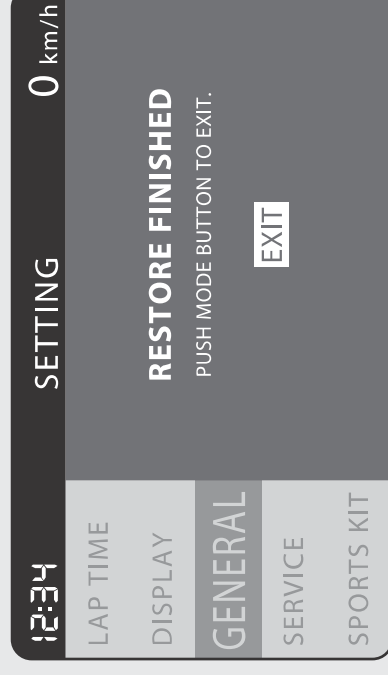 12:34 SETTING 0 km/h
LAP TIME
DISPLAY
GENERAL
SERVICE
SPORTS KIT
RESTORE FINISHED
PUSH MODE BUTTON TO EXIT.
EXIT